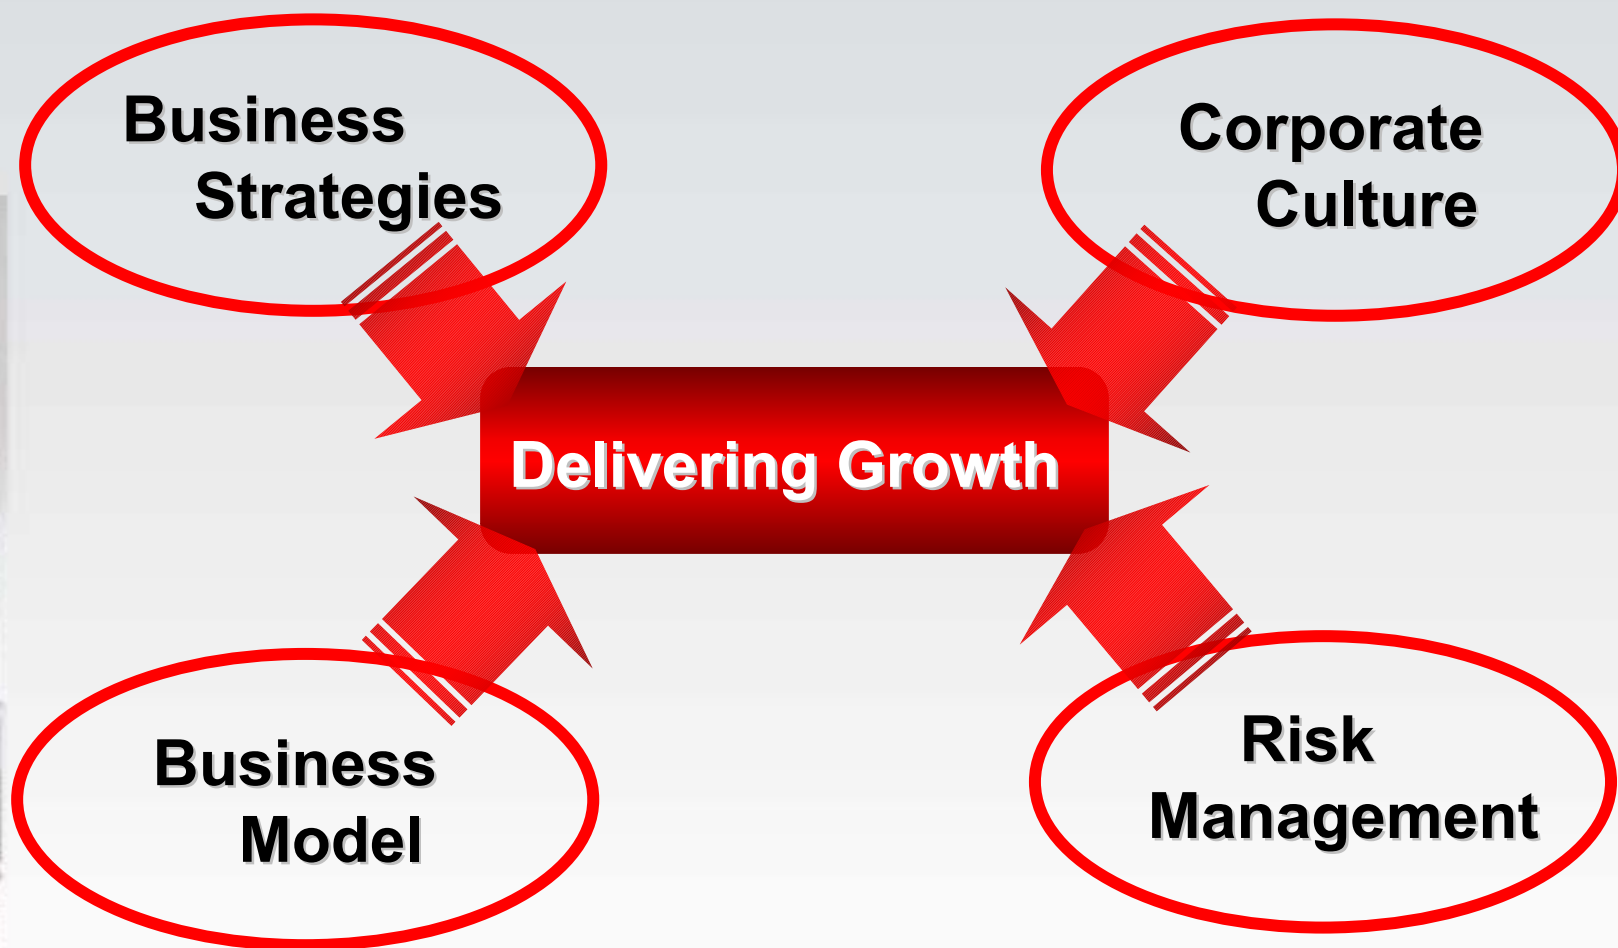 Business
Strategies
Corporate
Culture
Delivering Growth
Business
Model
Risk
Management